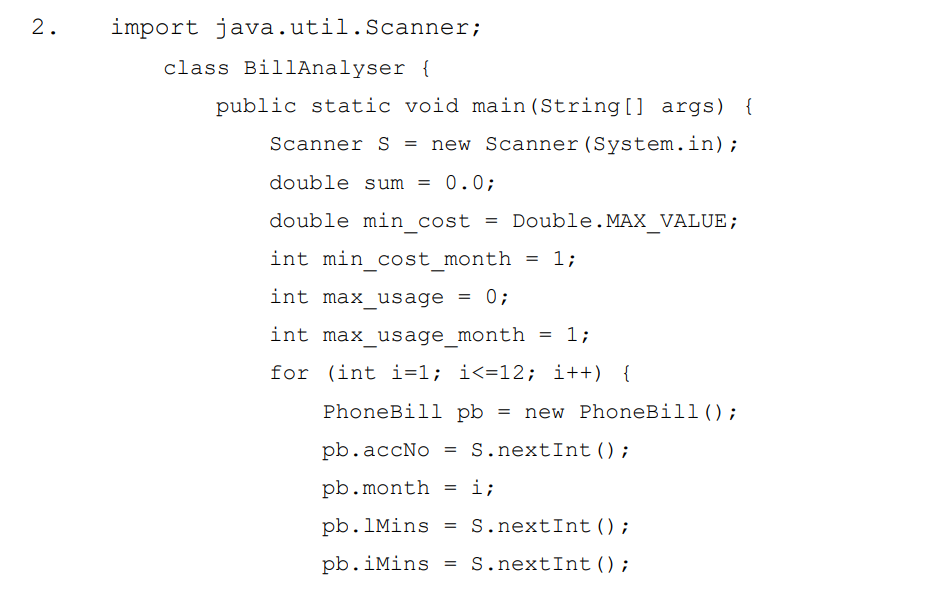 2. import java.util.Scanner;
class BillAnalyser {
public static void main(String[] args) {
Scanner S = new Scanner(System.in);
double sum = 0.0;
double min_cost = Double.MAX_VALUE;
int min_cost_month = 1;
int max_usage = 0;
int max_usage_month = 1;
for (int i=1; i<=12; i++) {
PhoneBill pb = new PhoneBill();
pb.accNo = S.nextInt();
pb.month = i;
pb.lMins = S.nextInt();
pb.iMins = S.nextInt();